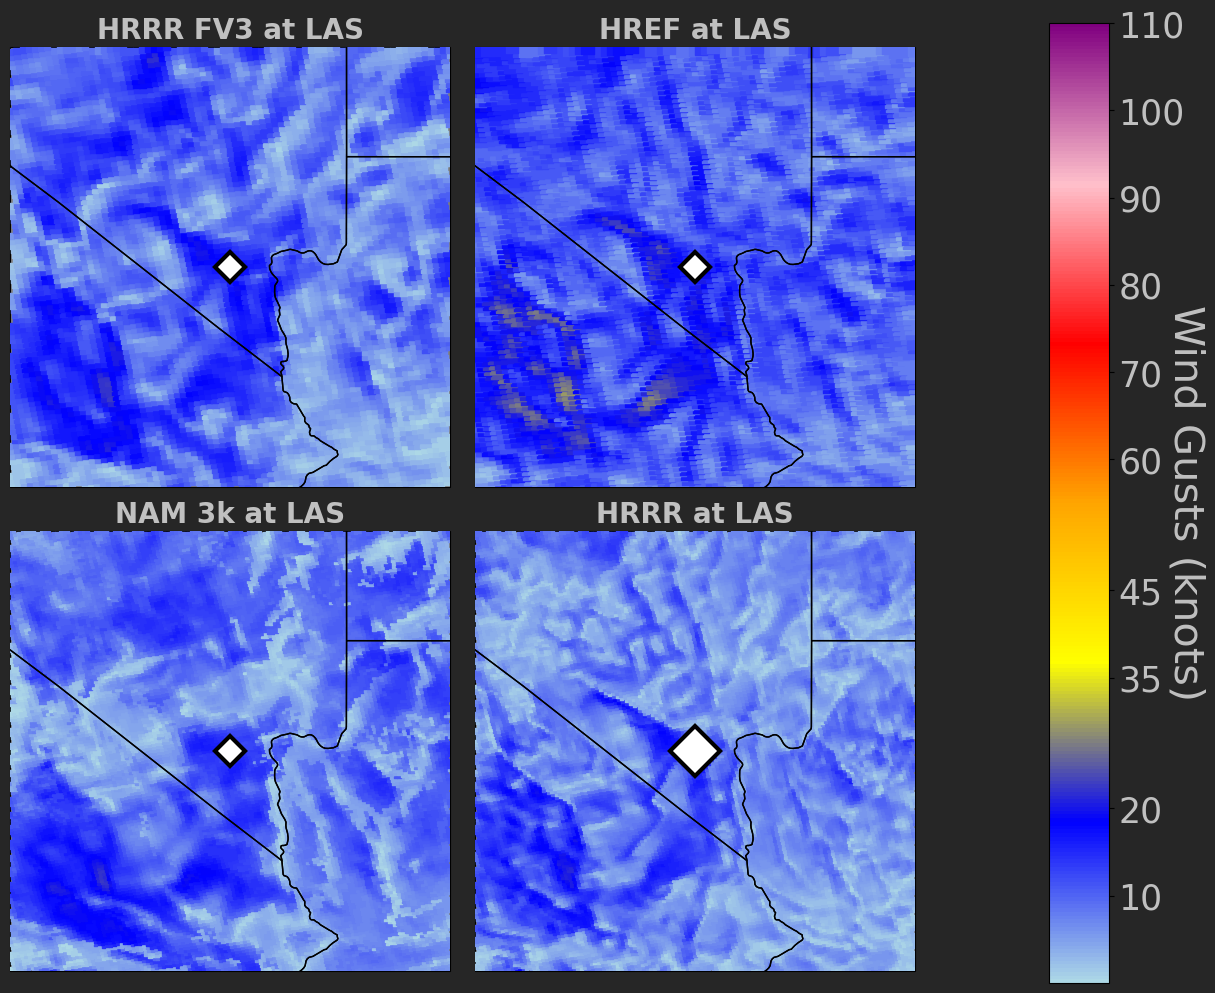 HRRR FV3 at LAS
HREF at LAS
NAM 3k at LAS
HRRR at LAS
110
100
90
80
70
60
45
35
20
10
Wind Gusts (knots)